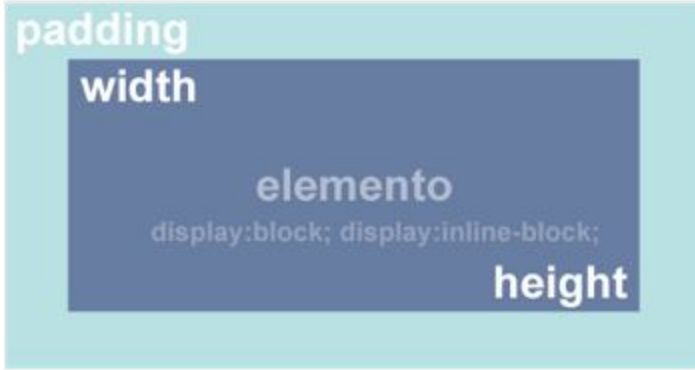 padding
width
elemento
display:block; display:inline-block;
height